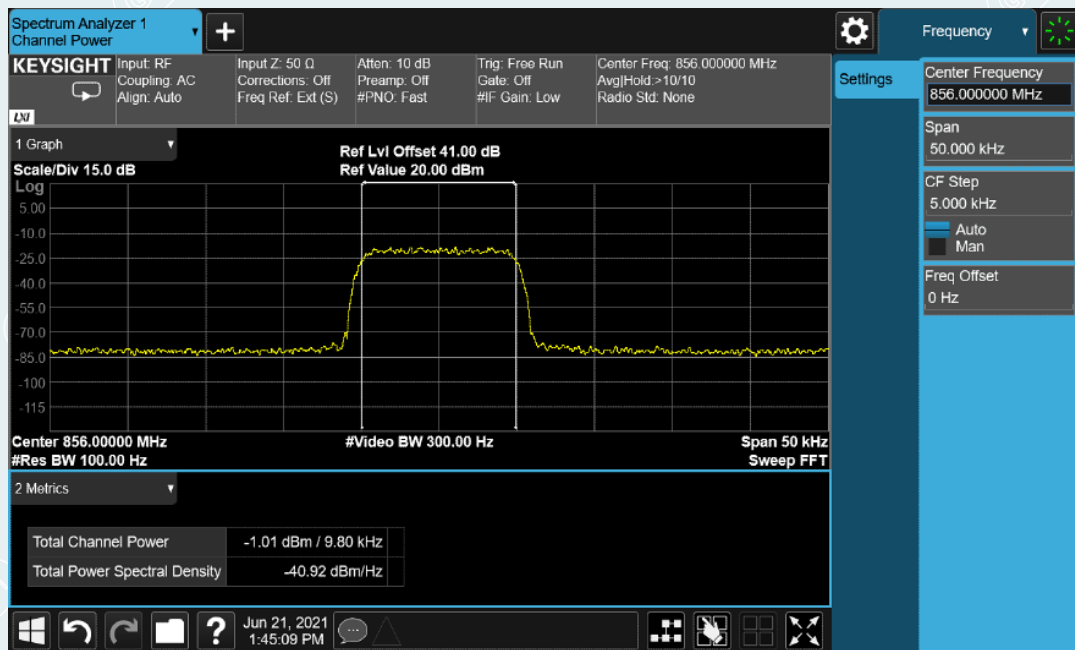 Spectrum Analyzer 1
Channel Power
Frequency
KEYSIGHT
LXI
Input: RF
Coupling: AC
Align: Auto
Input Z: 50 Ω
Corrections: Off
Freq Ref: Ext (S)
Atten: 10 dB
Preamp: Off
#PNO: Fast
Trig: Free Run
Gate: Off
#IF Gain: Low
Center Freq: 856.000000 MHz
Avg|Hold:>10/10
Radio Std: None
Settings
Center Frequency
856.000000 MHz
Span
50.000 kHz
CF Step
5.000 kHz
Auto
Man
Freq Offset
0 Hz
1 Graph
Scale/Div 15.0 dB
Ref Lvl Offset 41.00 dB
Ref Value 20.00 dBm
Log
5.00
-10.0
-25.0
-40.0
-55.0
-70.0
-85.0
-100
-115
Center 856.00000 MHz
#Video BW 300.00 Hz
Span 50 kHz
#Res BW 100.00 Hz
Sweep FFT
2 Metrics
Total Channel Power -1.01 dBm / 9.80 kHz
Total Power Spectral Density -40.92 dBm/Hz
?
Jun 21, 2021
1:45:09 PM